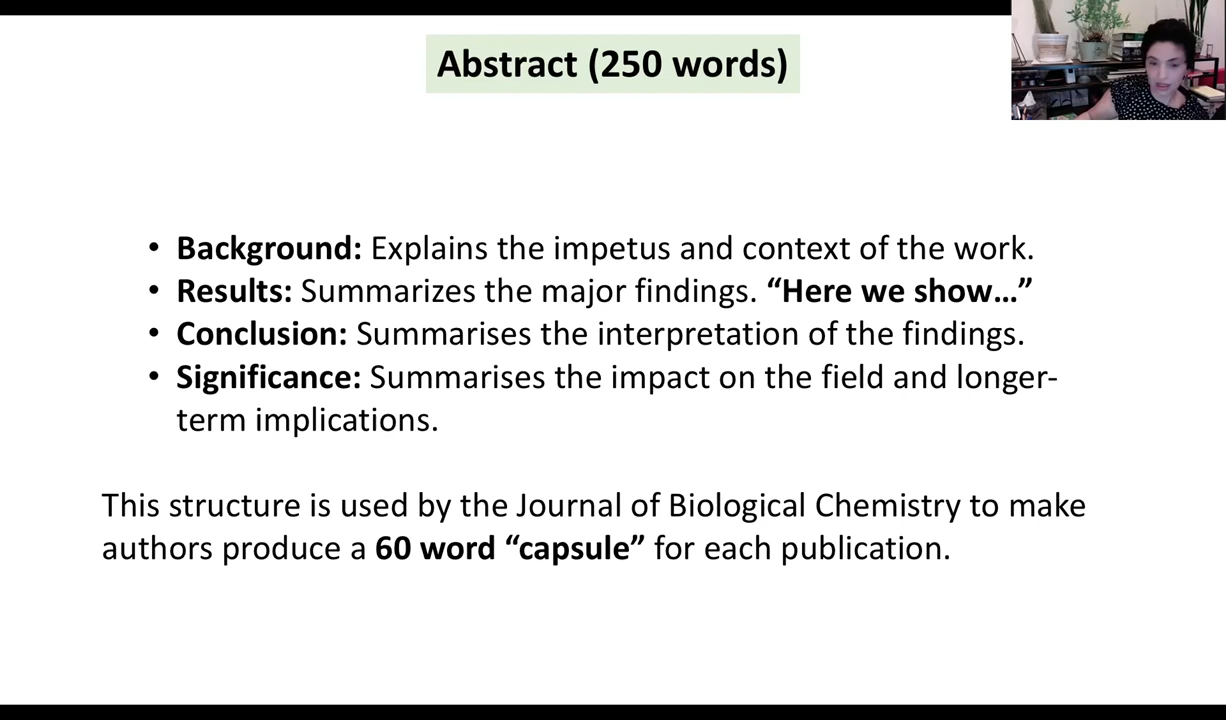 Abstract (250 words)
• Background: Explains the impetus and context of the work.
• Results: Summarizes the major findings. “Here we show…”
• Conclusion: Summarises the interpretation of the findings.
• Significance: Summarises the impact on the field and longer-
term implications.
This structure is used by the Journal of Biological Chemistry to make
authors produce a 60 word “capsule” for each publication.